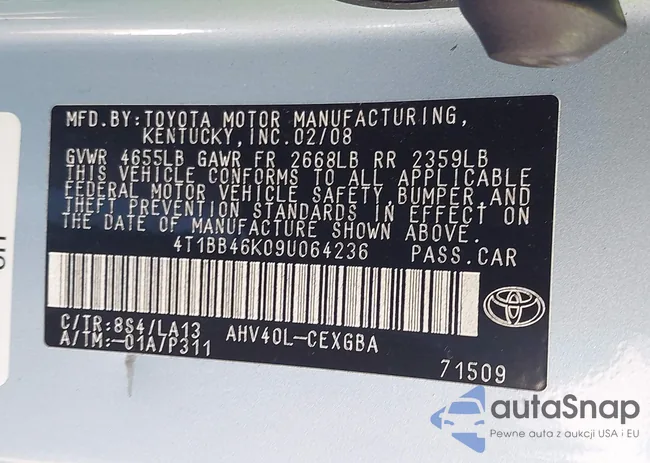 MFD.BY:TOYOTA MOTOR MANUFACTURING,
KENTUCKY,INC.02/08
GVWR 4655LB GAWR FR 2668LB RR 2359LB
THIS VEHICLE CONFORMS TO ALL APPLICABLE
FEDERAL MOTOR VEHICLE SAFETY,BUMPER,AND
THEFT PREVENTION STANDARDS IN EFFECT ON
THE DATE OF MANUFACTURE SHOWN ABOVE.
4T1BB46K09U064236 PASS.CAR
C/TR:8S4/LA13 AHV40L-CEXGBA
A/TM:-01A/P311
71509
autaSnap
Pewne auta z aukcji USA i EU